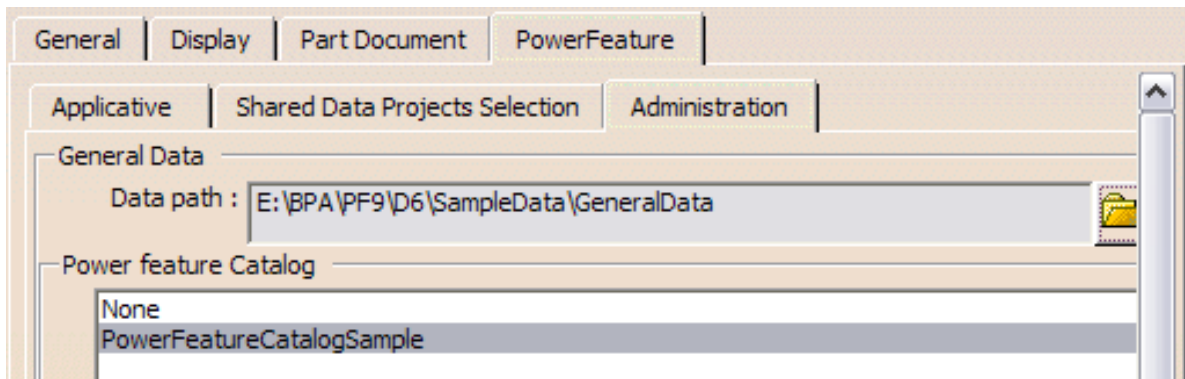 General Display Part Document PowerFeature
Applicative Shared Data Projects Selection Administration
General Data
Data path : E:\BPA\PF9\D6\SampleData\GeneralData
Power feature Catalog
None
PowerFeatureCatalogSample